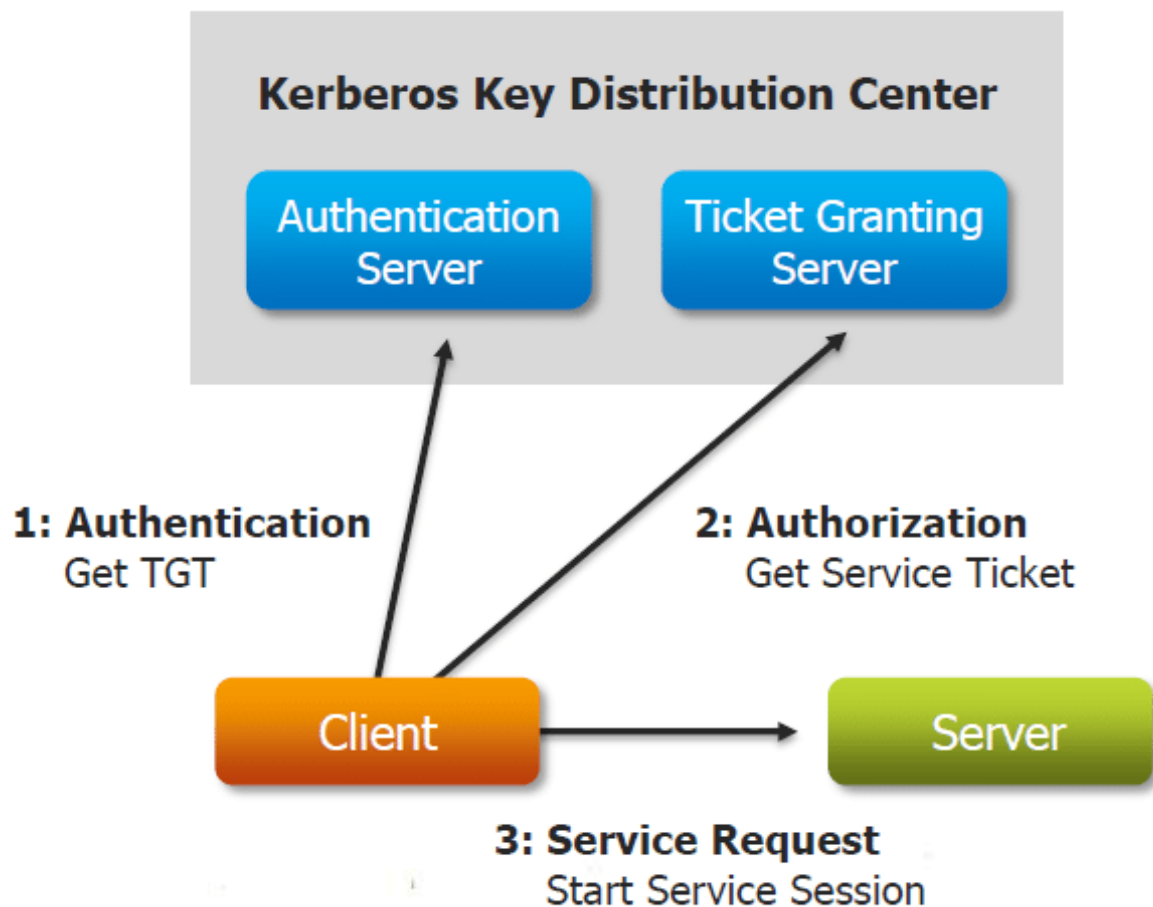 Kerberos Key Distribution Center
Authentication
Server
Ticket Granting
Server
1: Authentication
Get TGT
2: Authorization
Get Service Ticket
Client
Server
3: Service Request
Start Service Session